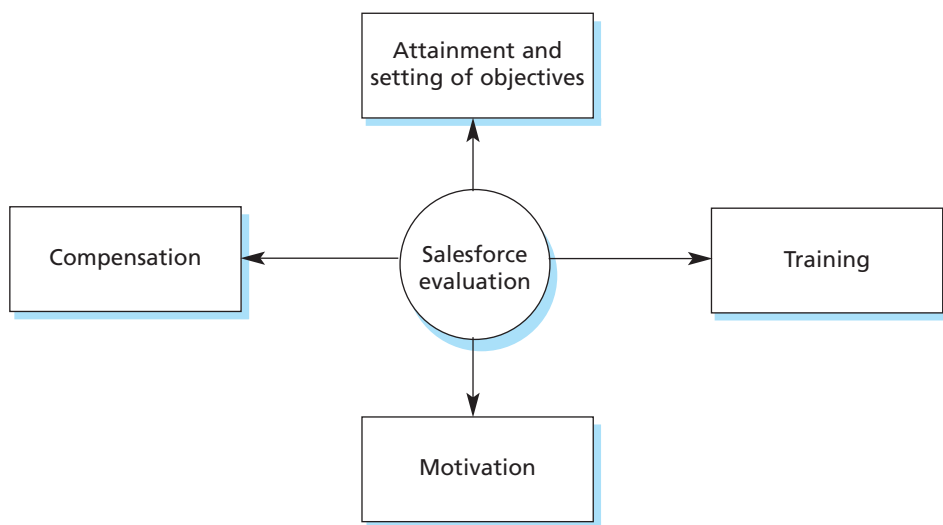 Attainment and
setting of objectives
Compensation
Salesforce
evaluation
Training
Motivation